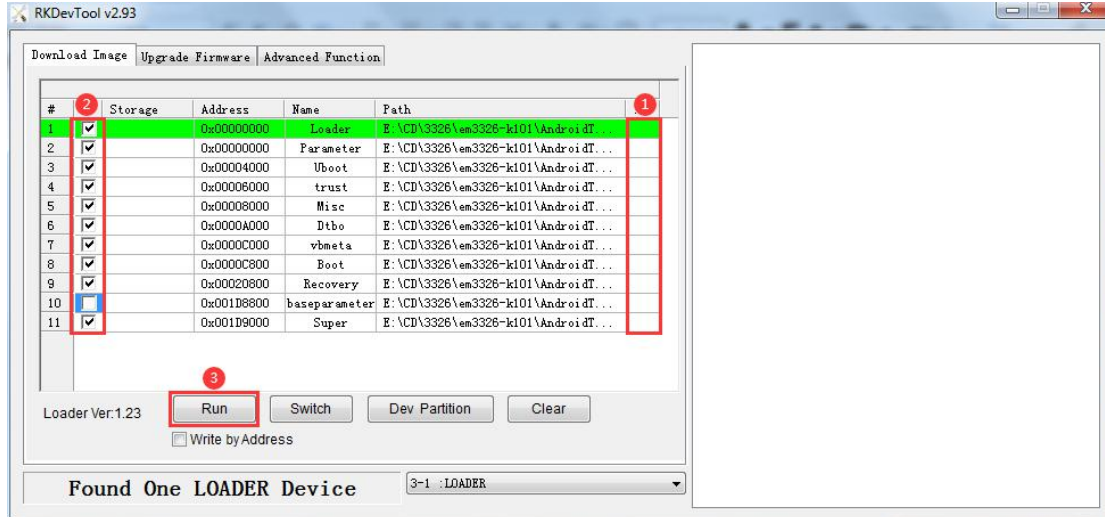 RKDevTool v2.93
Download Image Upgrade Firmware Advanced Function
# 2 Storage Address Name Path 1
1 0x00000000 Loader E:\CD\3326\em3326-k101\AndroidT...
2 0x00000000 Parameter E:\CD\3326\em3326-k101\AndroidT...
3 0x00004000 Uboot E:\CD\3326\em3326-k101\AndroidT...
4 0x00006000 trust E:\CD\3326\em3326-k101\AndroidT...
5 0x00008000 Misc E:\CD\3326\em3326-k101\AndroidT...
6 0x0000A000 Dtbo E:\CD\3326\em3326-k101\AndroidT...
7 0x0000C000 vbmeta E:\CD\3326\em3326-k101\AndroidT...
8 0x0000C800 Boot E:\CD\3326\em3326-k101\AndroidT...
9 0x00020800 Recovery E:\CD\3326\em3326-k101\AndroidT...
10 0x001D8800 baseparameter E:\CD\3326\em3326-k101\AndroidT...
11 0x001D9000 Super E:\CD\3326\em3326-k101\AndroidT...
3
Loader Ver:1.23 Run Switch Dev Partition Clear
Write by Address
Found One LOADER Device 3-1 :LOADER